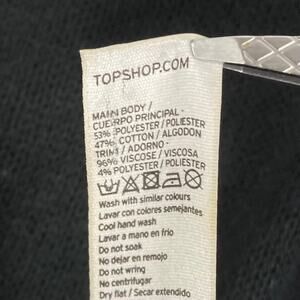 TOPSHOP.COM
MAIN BODY/
CUERPO PRINCIPAL -
53% POLYESTER / POLIESTER
47% COTTON / ALGODON
TRIM / ADORNO -
96% VISCOSE / VISCOSA
4% POLYESTER / POLIESTER
Wash with similar colours
Lavar con colores semejantes
Cool hand wash
Lavar a mano en frio
Do not soak
No dejar en remojo
Do not wring
No centrifugar
Dry flat / Secar extendido